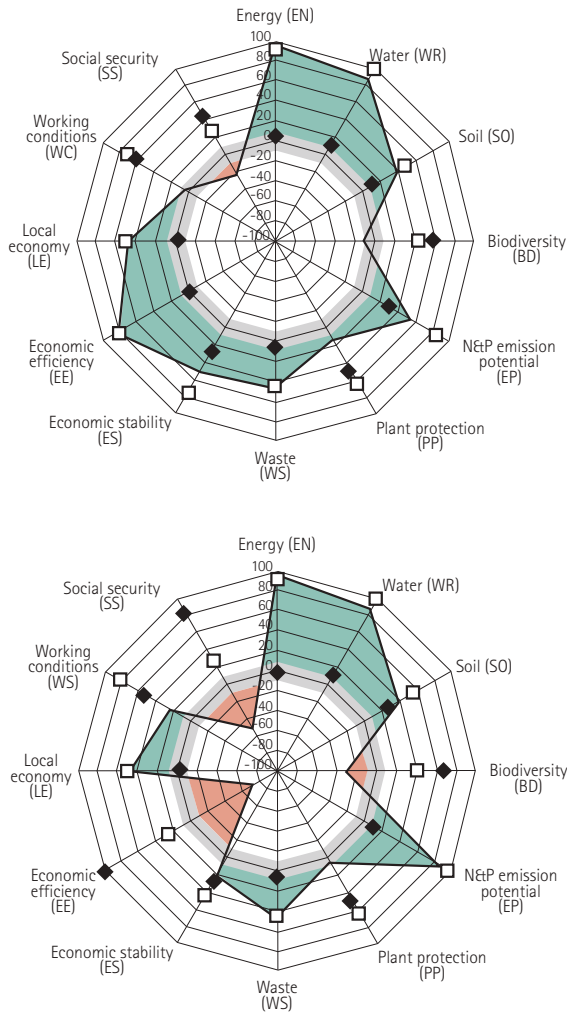 Energy (EN)
100
80
60
40
20
0
-20
-40
-60
-80
-100
Water (WR)
Soil (SO)
Biodiversity
(BD)
N&P emission
potential
(EP)
Plant protection
(PP)
Waste
(WS)
Economic stability
(ES)
Economic
efficiency
(EE)
Local
economy
(LE)
Working
conditions
(WC)
Social security
(SS)
Energy (EN)
100
80
60
40
20
0
-20
-40
-60
-80
-100
Water (WR)
Soil (SO)
Biodiversity
(BD)
N&P emission
potential
(EP)
Plant protection
(PP)
Waste
(WS)
Economic stability
(ES)
Economic
efficiency
(EE)
Local
economy
(LE)
Working
conditions
(WS)
Social security
(SS)